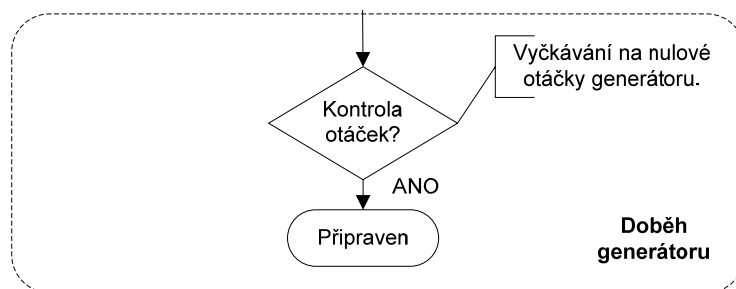 Vyčkávání na nulové
otáčky generátoru.
Kontrola
otáček?
ANO
Připraven
Doběh
generátoru